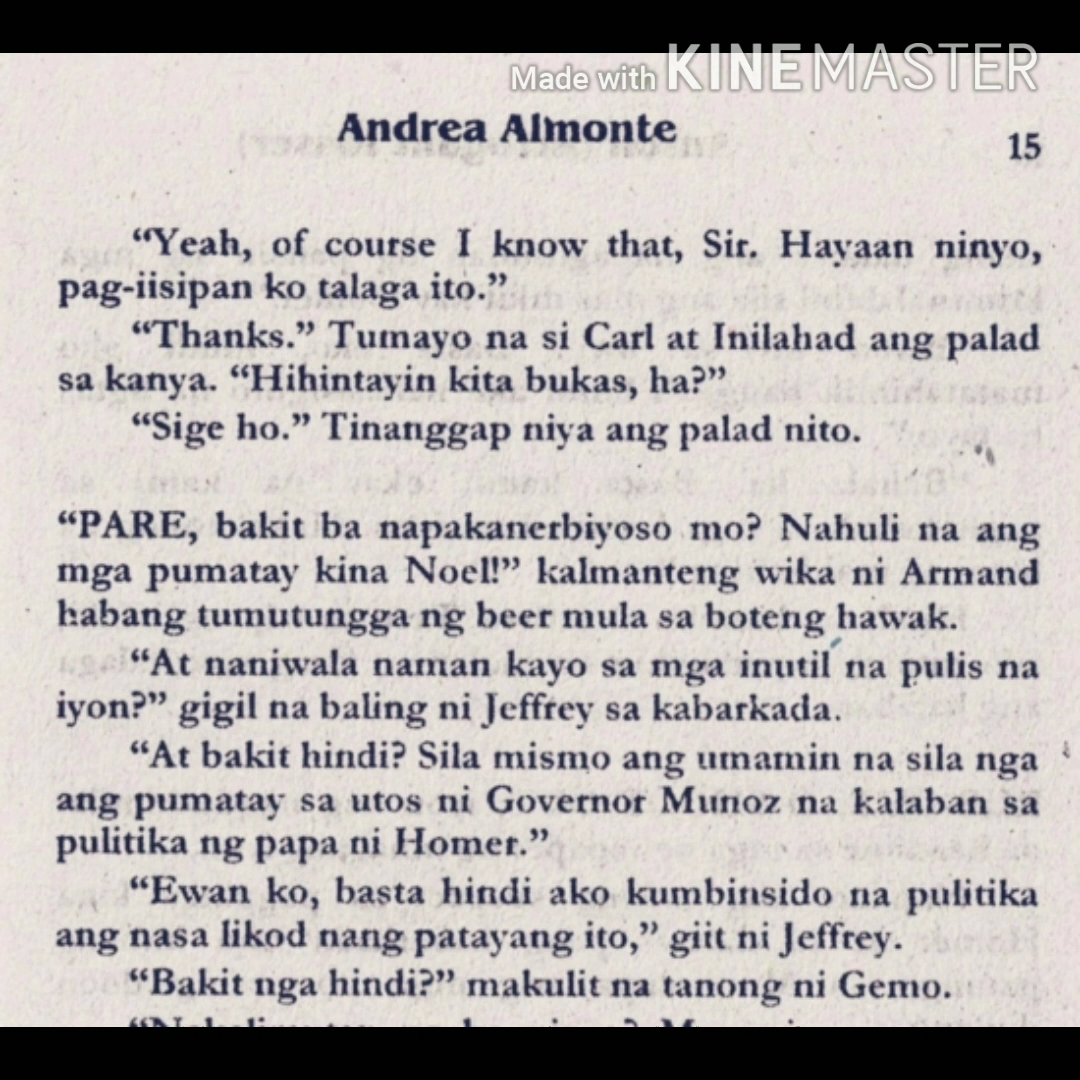 Made with KINEMASTER
Andrea Almonte
15
“Yeah, of course I know that, Sir. Hayaan ninyo,
pag-iisipan ko talaga ito.”
“Thanks.” Tumayo na si Carl at Inilahad ang palad
sa kanya. “Hihintayin kita bukas, ha?”
“Sige ho.” Tinanggap niya ang palad nito.
“PARE, bakit ba napakanerbiyoso mo? Nahuli na ang
mga pumatay kina Noel!” kalmanteng wika ni Armand
habang tumutungga ng beer mula sa boteng hawak.
“At naniwala naman kayo sa mga inutil na pulis na
iyon?” gigil na baling ni Jeffrey sa kabarkada.
“At bakit hindi? Sila mismo ang umamin na sila nga
ang pumatay sa utos ni Governor Munoz na kalaban sa
pulitika ng papa ni Homer.”
“Ewan ko, basta hindi ako kumbinsido na pulitika
ang nasa likod nang patayang ito,” giit ni Jeffrey.
“Bakit nga hindi?” makulit na tanong ni Gemo.